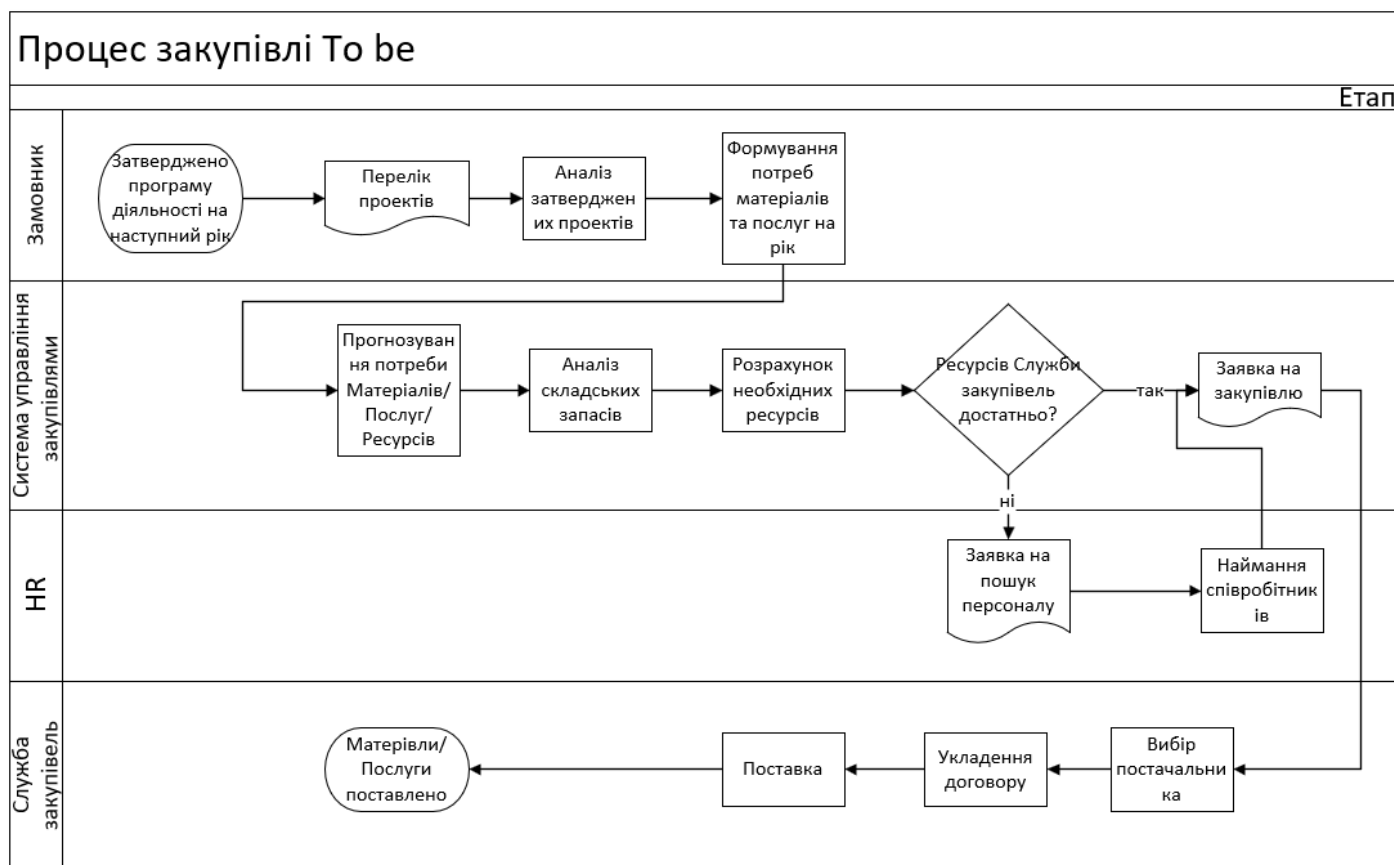 Процес закупівлі To be
Етап
Замовник
Затверджено
програму
діяльності на
наступний рік
Перелік
проектів
Аналіз
затверджен
их проектів
Формування
потреб
матеріалів
та послуг на
рік
Система управління
закупівлями
Прогнозуван
ня потреби
Матеріалів/
Послуг/
Ресурсів
Аналіз
складських
запасів
Розрахунок
необхідних
ресурсів
Ресурсів Служби
закупівель
достатньо?
так
Заявка на
закупівлю
ні
HR
Заявка на
пошук
персоналу
Наймання
співробітник
ів
Служба
закупівель
Матерівли/
Послуги
поставлено
Поставка
Укладення
договору
Вибір
постачальни
ка